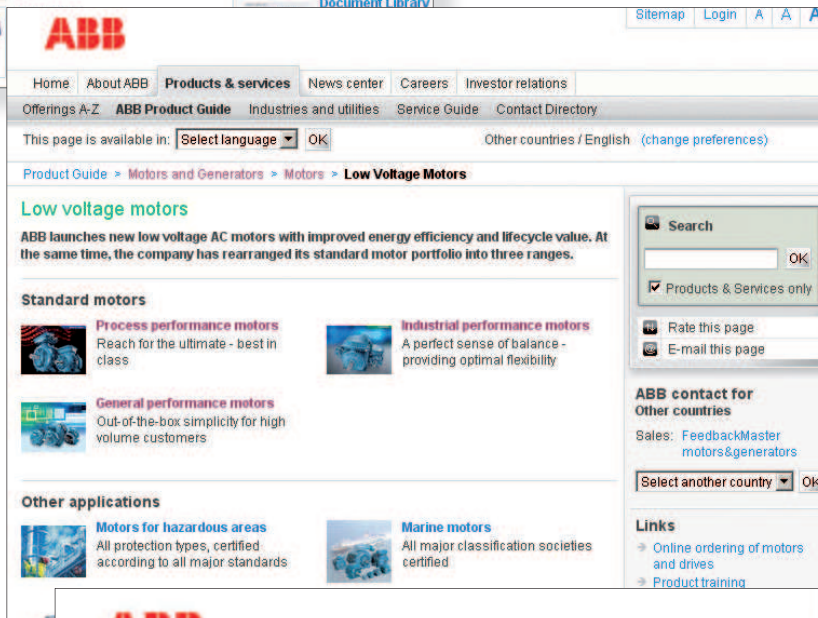 Document Library
ABB
Sitemap Login A A A
Home About ABB Products & services News center Careers Investor relations
Offerings A-Z ABB Product Guide Industries and utilities Service Guide Contact Directory
This page is available in: Select language OK Other countries / English (change preferences)
Product Guide > Motors and Generators > Motors > Low Voltage Motors
Low voltage motors
ABB launches new low voltage AC motors with improved energy efficiency and lifecycle value. At
the same time, the company has rearranged its standard motor portfolio into three ranges.
Standard motors
Process performance motors
Reach for the ultimate - best in
class
Industrial performance motors
A perfect sense of balance -
providing optimal flexibility
General performance motors
Out-of-the-box simplicity for high
volume customers
Other applications
Motors for hazardous areas
All protection types, certified
according to all major standards
Marine motors
All major classification societies
certified
Search
OK
Products & Services only
Rate this page
E-mail this page
ABB contact for
Other countries
Sales: FeedbackMaster
motors&generators
Select another country OK
Links
Online ordering of motors
and drives
Product training
ABB